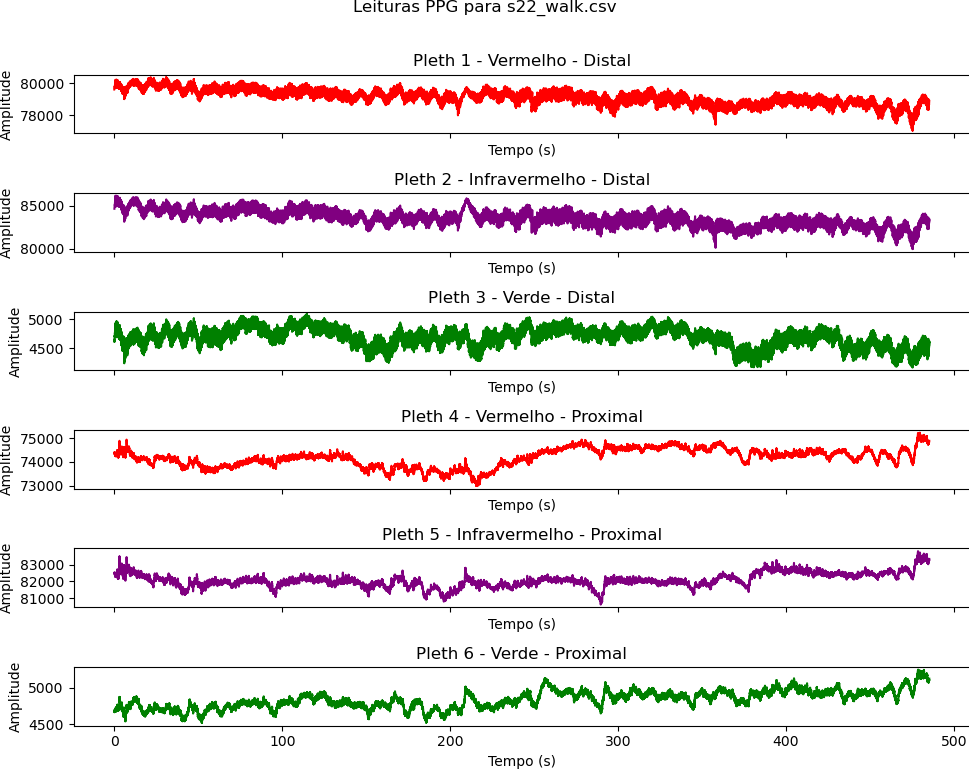 Leituras PPG para s22_walk.csv
Pleth 1 - Vermelho - Distal
Amplitude
80000
78000
Tempo (s)
Pleth 2 - Infravermelho - Distal
Amplitude
85000
80000
Tempo (s)
Pleth 3 - Verde - Distal
Amplitude
5000
4500
Tempo (s)
Pleth 4 - Vermelho - Proximal
Amplitude
75000
74000
73000
Tempo (s)
Pleth 5 - Infravermelho - Proximal
Amplitude
83000
82000
81000
Tempo (s)
Pleth 6 - Verde - Proximal
Amplitude
5000
4500
0 100 200 300 400 500
Tempo (s)